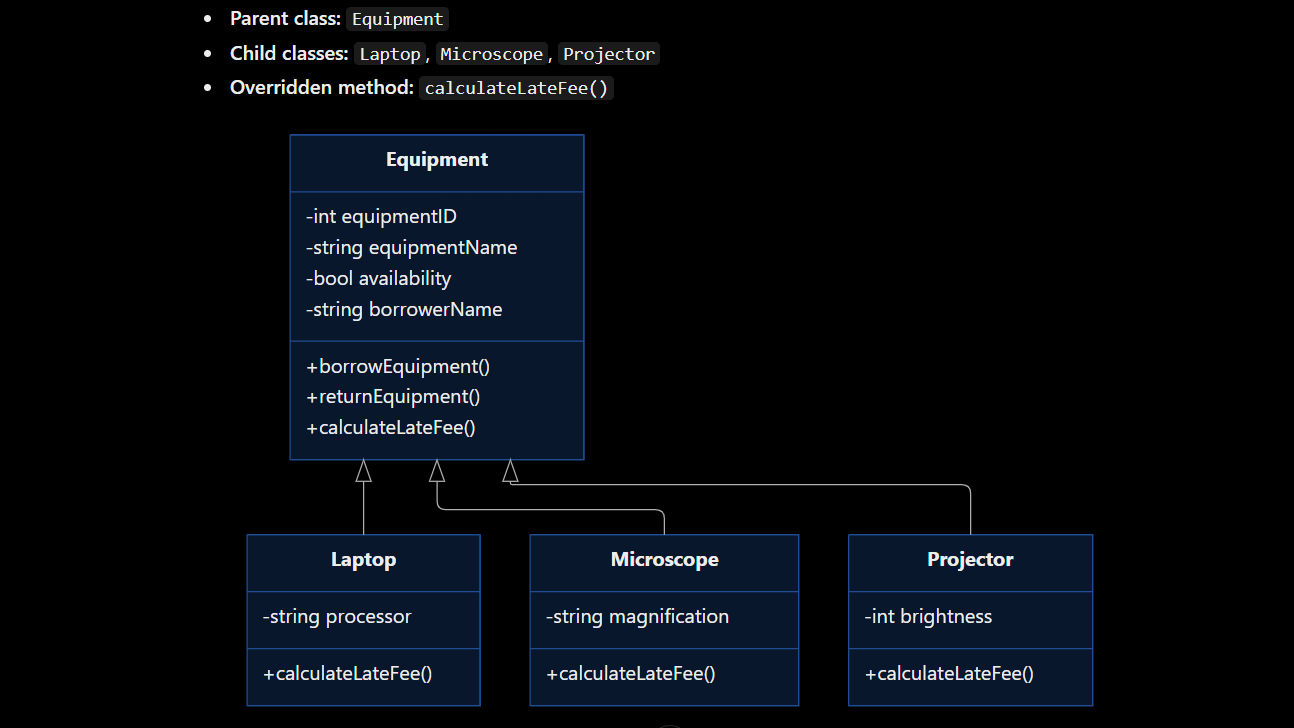 Parent class: Equipment
Child classes: Laptop, Microscope, Projector
Overridden method: calculateLateFee()
Equipment
-int equipmentID
-string equipmentName
-bool availability
-string borrowerName
+borrowEquipment()
+returnEquipment()
+calculateLateFee()
Laptop
-string processor
+calculateLateFee()
Microscope
-string magnification
+calculateLateFee()
Projector
-int brightness
+calculateLateFee()